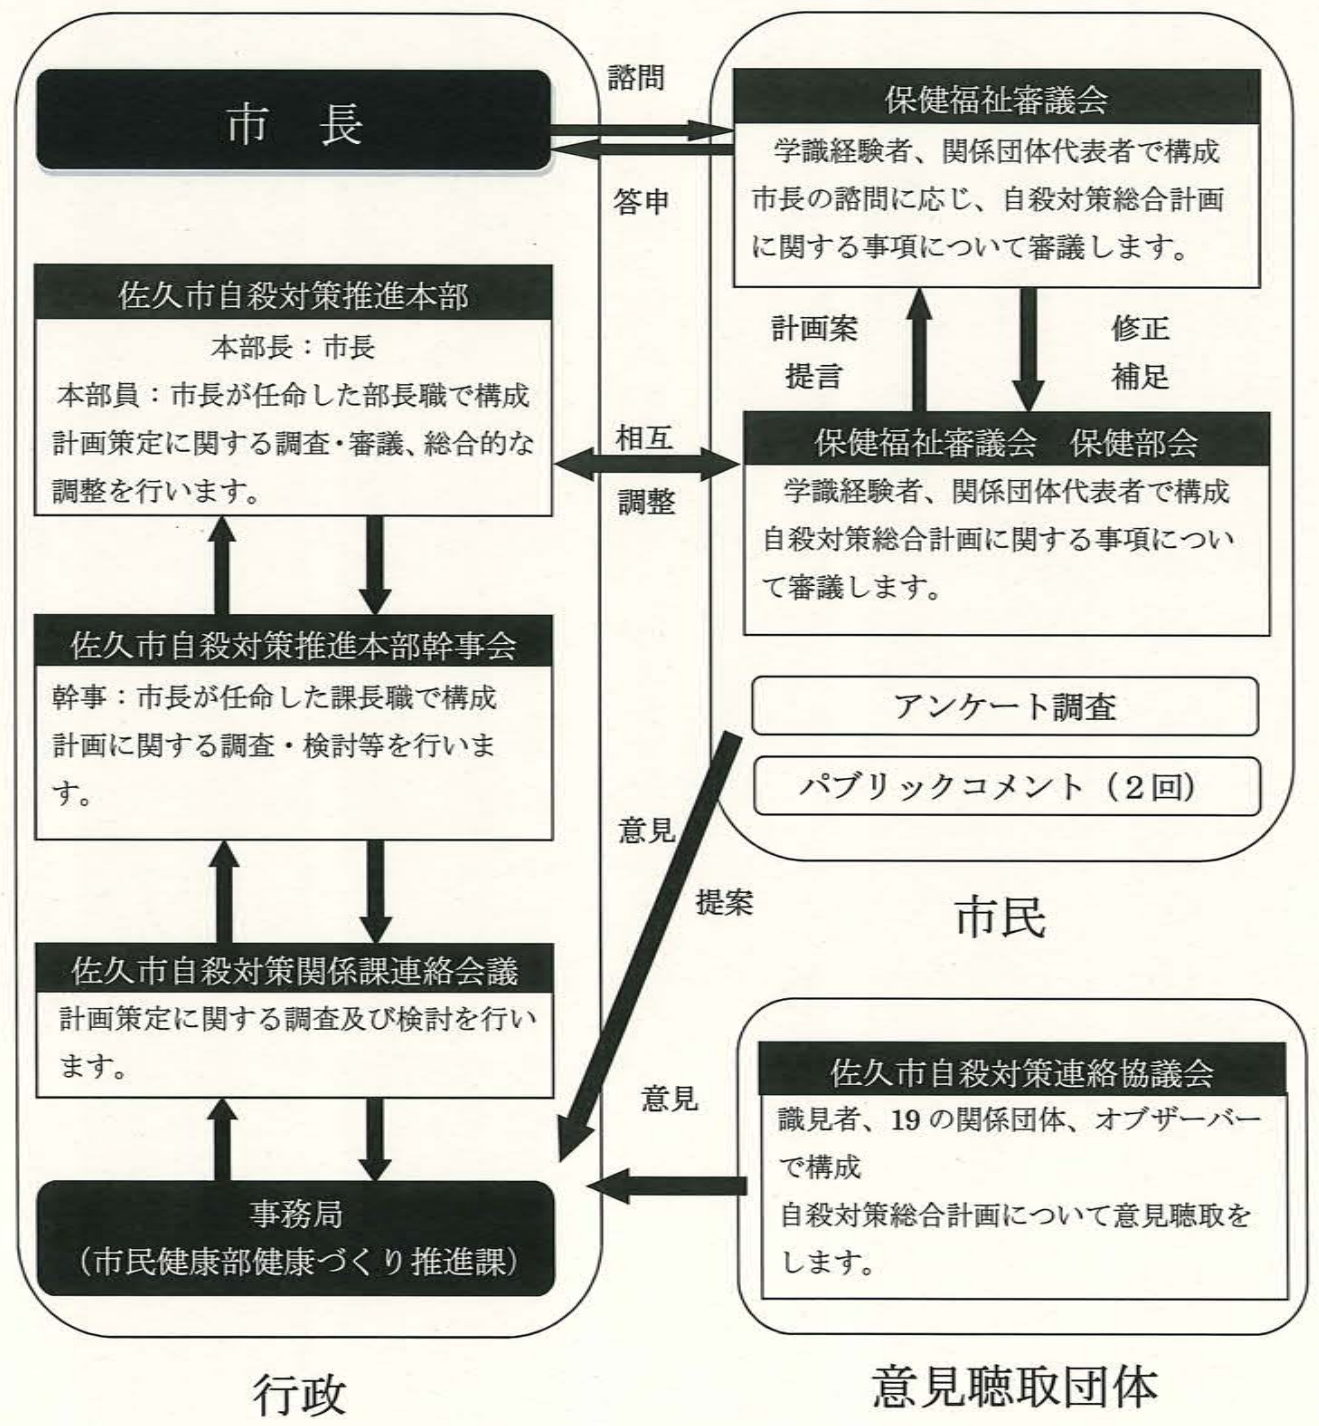 市　長
諮問
答申
保健福祉審議会
学識経験者、関係団体代表者で構成
市長の諮問に応じ、自殺対策総合計画
に関する事項について審議します。
佐久市自殺対策推進本部
本部長：市長
本部員：市長が任命した部長職で構成
計画策定に関する調査・審議、総合的な
調整を行います。
計画案
提言
修正
補足
相互
調整
保健福祉審議会　保健部会
学識経験者、関係団体代表者で構成
自殺対策総合計画に関する事項につい
て審議します。
佐久市自殺対策推進本部幹事会
幹事：市長が任命した課長職で構成
計画に関する調査・検討等を行いま
す。
アンケート調査
パブリックコメント（２回）
意見
提案
市民
佐久市自殺対策関係課連絡会議
計画策定に関する調査及び検討を行い
ます。
事務局
（市民健康部健康づくり推進課）
行政
意見
佐久市自殺対策連絡協議会
識見者、19 の関係団体、オブザーバー
で構成
自殺対策総合計画について意見聴取を
します。
意見聴取団体